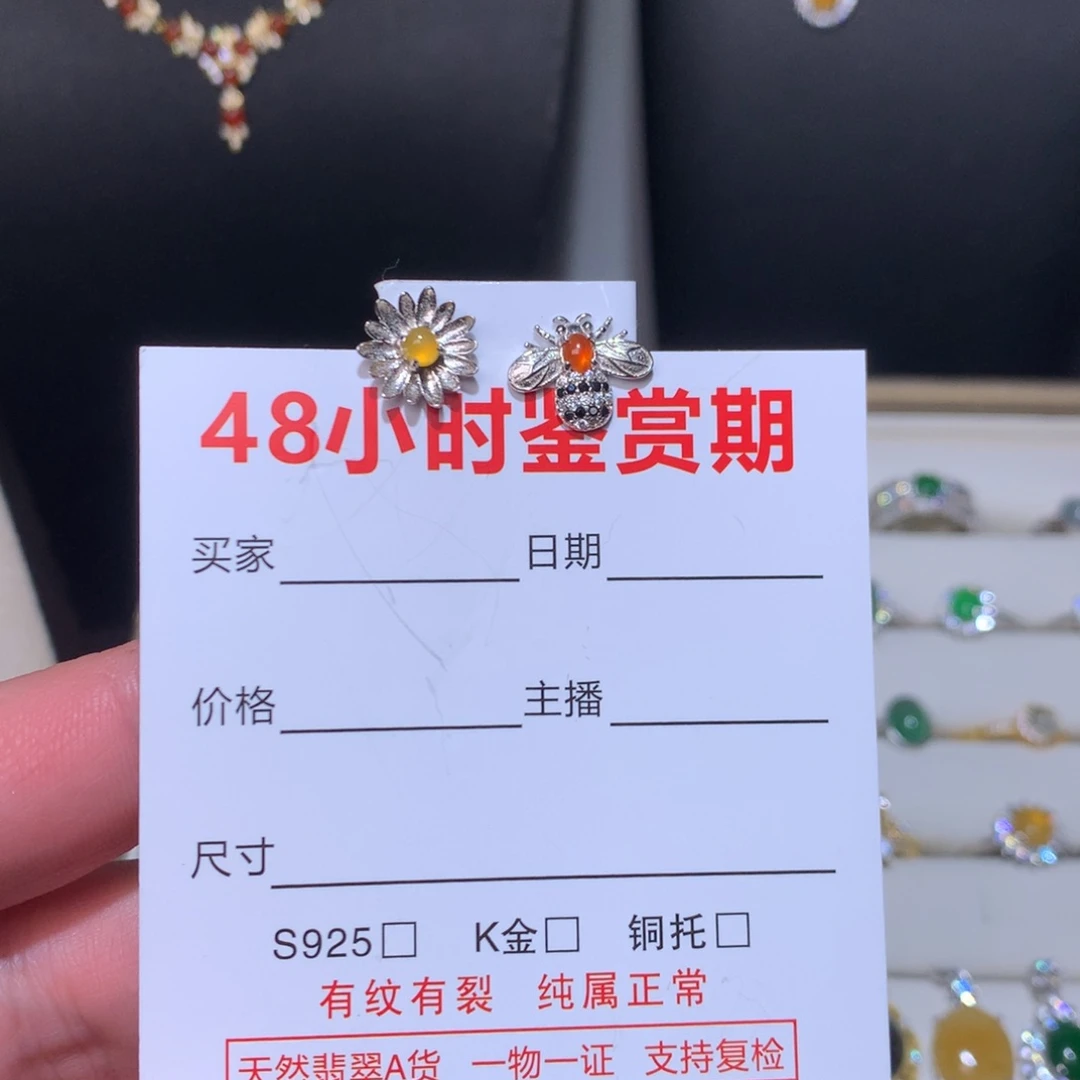 48小时鉴赏期
买家 日期
价格 主播
尺寸
S925□ K金□ 铜托□
有纹有裂 纯属正常
天然翡翠A货 一物一证 支持复检